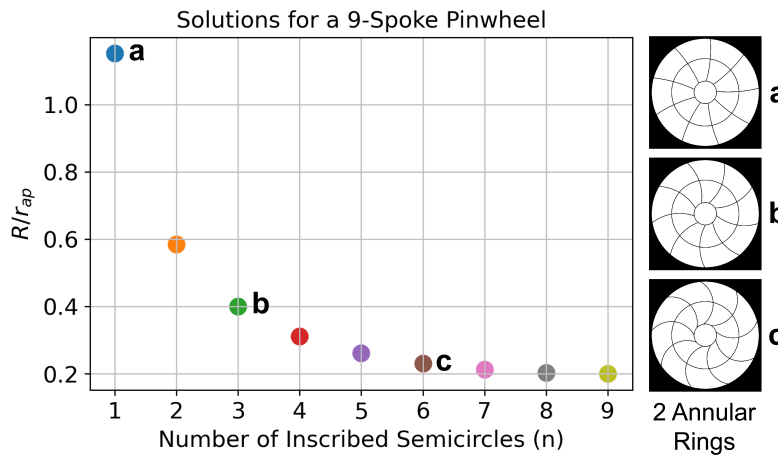 Solutions for a 9-Spoke Pinwheel
R/r_ap
1.0
0.8
0.6
0.4
0.2
a
b
c
1 2 3 4 5 6 7 8 9
Number of Inscribed Semicircles (n)
a
b
c
2 Annular
Rings